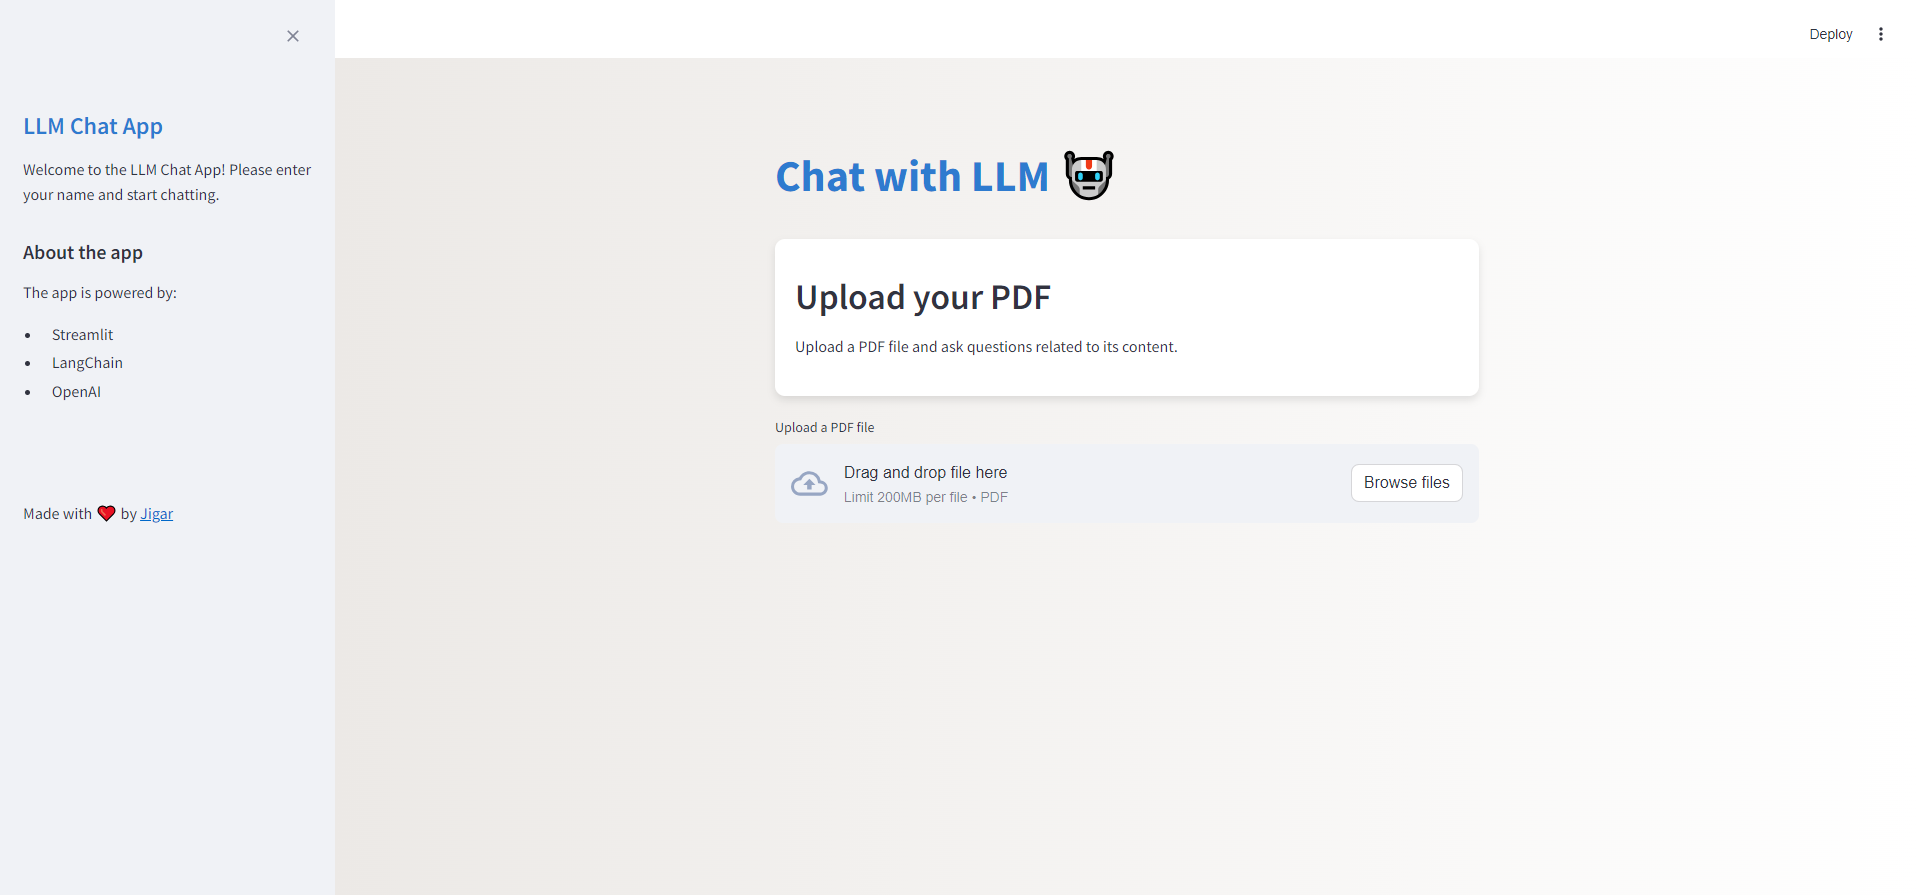 Deploy
LLM Chat App
Welcome to the LLM Chat App! Please enter
your name and start chatting.
About the app
The app is powered by:
• Streamlit
• LangChain
• OpenAI
Made with ❤️ by Jigar
Chat with LLM 🤖
Upload your PDF
Upload a PDF file and ask questions related to its content.
Upload a PDF file
Drag and drop file here
Limit 200MB per file • PDF
Browse files